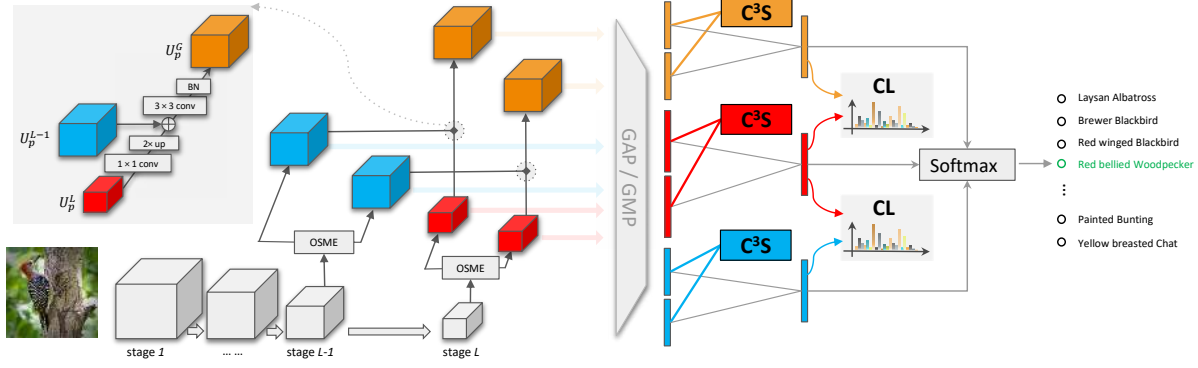 U_p^G
BN
3 × 3 conv
U_p^{L-1}
2× up
1 × 1 conv
U_p^L
OSME
OSME
stage 1
... ...
stage L-1
stage L
GAP / GMP
C³S
CL
C³S
CL
C³S
Softmax
Laysan Albatross
Brewer Blackbird
Red winged Blackbird
Red bellied Woodpecker
⋮
Painted Bunting
Yellow breasted Chat